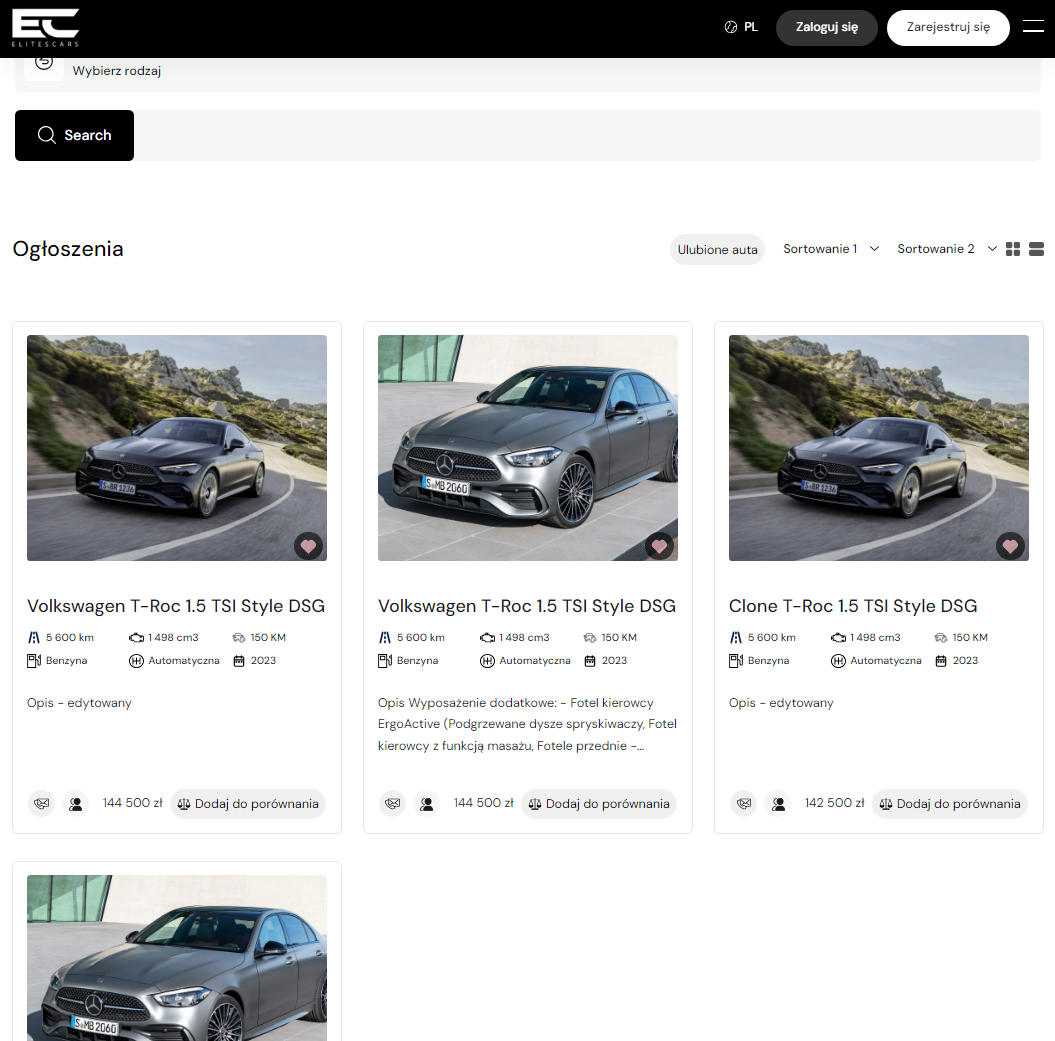 EC
ELITESCARS
PL
Zaloguj się
Zarejestruj się
Wybierz rodzaj
Search
Ogłoszenia
Ulubione auta
Sortowanie 1
Sortowanie 2
S·BR 1236
S·MB 2060
S·BR 1236
Volkswagen T-Roc 1.5 TSI Style DSG
5 600 km
1 498 cm3
150 KM
Benzyna
Automatyczna
2023
Opis - edytowany
144 500 zł
Dodaj do porównania
Volkswagen T-Roc 1.5 TSI Style DSG
5 600 km
1 498 cm3
150 KM
Benzyna
Automatyczna
2023
Opis Wyposażenie dodatkowe: - Fotel kierowcy
ErgoActive (Podgrzewane dysze spryskiwaczy, Fotel
kierowcy z funkcją masażu, Fotele przednie -...
144 500 zł
Dodaj do porównania
Clone T-Roc 1.5 TSI Style DSG
5 600 km
1 498 cm3
150 KM
Benzyna
Automatyczna
2023
Opis - edytowany
142 500 zł
Dodaj do porównania
S·MB 2060